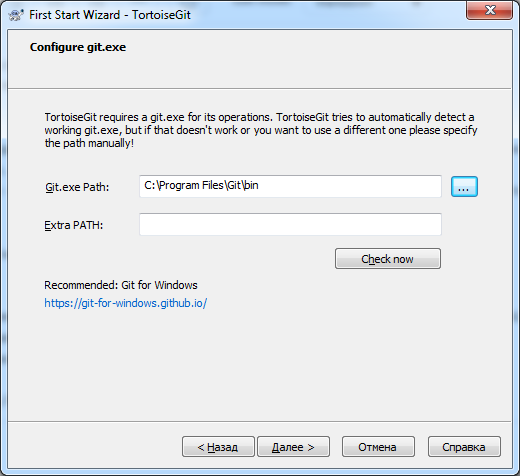 First Start Wizard - TortoiseGit
Configure git.exe
TortoiseGit requires a git.exe for its operations. TortoiseGit tries to automatically detect a
working git.exe, but if that doesn't work or you want to use a different one please specify
the path manually!
Git.exe Path:
C:\Program Files\Git\bin
...
Extra PATH:
Check now
Recommended: Git for Windows
https://git-for-windows.github.io/
< Назад
Далее >
Отмена
Справка